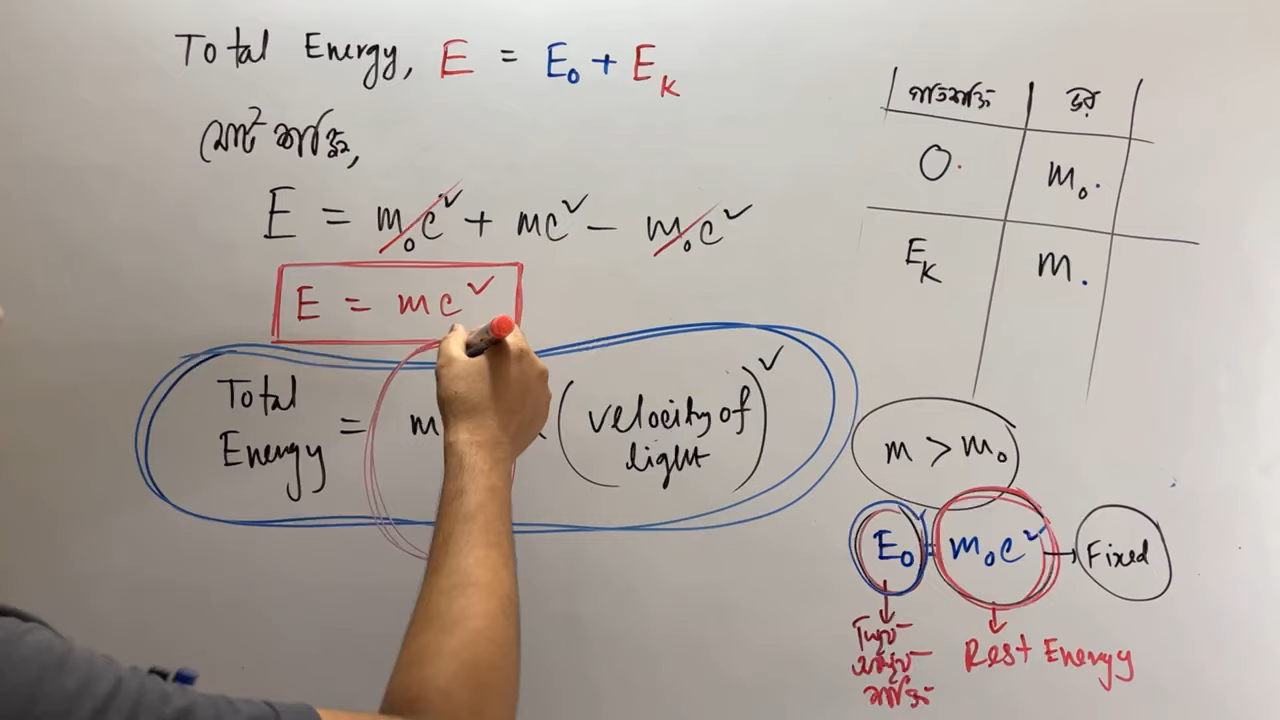 Total Energy, E = E₀ + Eₖ
মোট শক্তি,
E = m₀c² + mc² − m₀c²
E = mc²
Total
Energy
= m
(velocity of
light)²
গতিশক্তি ভর
0 m₀
Eₖ m
m > m₀
E₀ = m₀c² → Fixed
শক্তি
Rest Energy